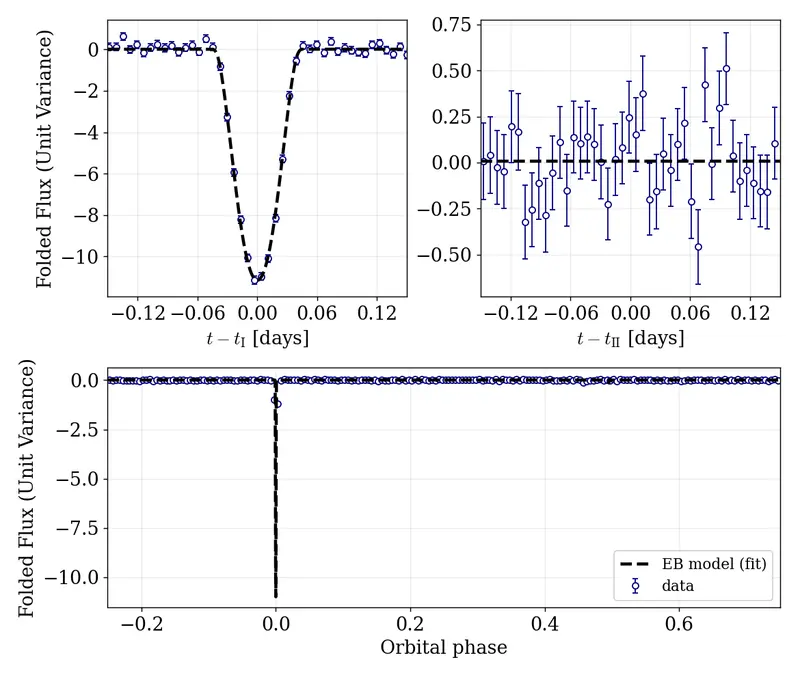 Folded Flux (Unit Variance)
0
−2
−4
−6
−8
−10
−0.12 −0.06 0.00 0.06 0.12
t − tI [days]
0.75
0.50
0.25
0.00
−0.25
−0.50
−0.12 −0.06 0.00 0.06 0.12
t − tII [days]
Folded Flux (Unit Variance)
0.0
−2.5
−5.0
−7.5
−10.0
−0.2 0.0 0.2 0.4 0.6
Orbital phase
EB model (fit)
data